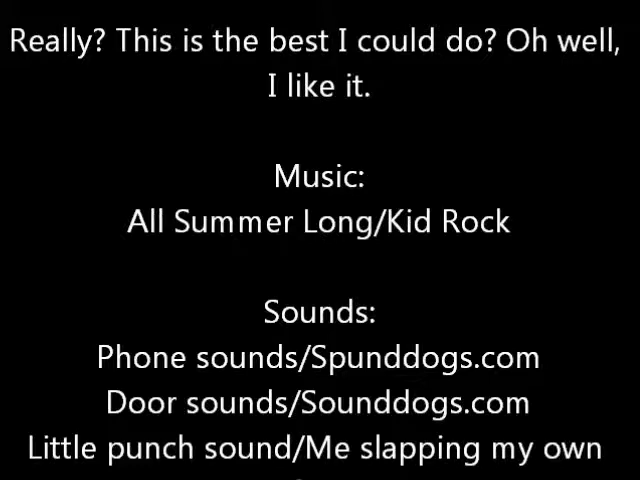 Really? This is the best I could do? Oh well,
I like it.
Music:
All Summer Long/Kid Rock
Sounds:
Phone sounds/Spunddogs.com
Door sounds/Sounddogs.com
Little punch sound/Me slapping my own